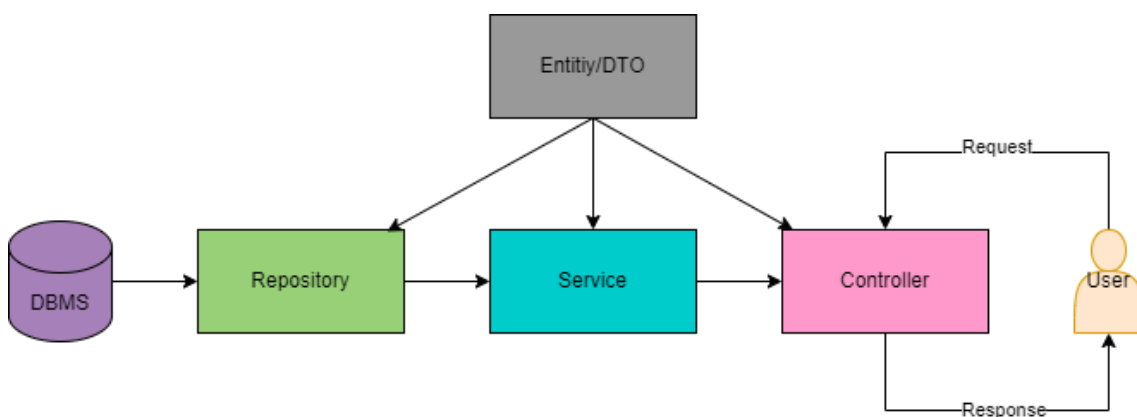 Entitiy/DTO
Request
DBMS
Repository
Service
Controller
User
Response